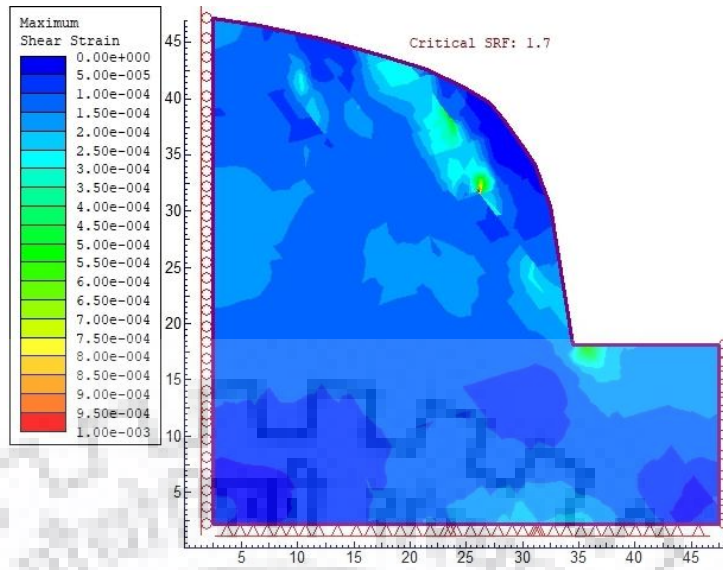 Maximum
Shear Strain
0.00e+000
5.00e-005
1.00e-004
1.50e-004
2.00e-004
2.50e-004
3.00e-004
3.50e-004
4.00e-004
4.50e-004
5.00e-004
5.50e-004
6.00e-004
6.50e-004
7.00e-004
7.50e-004
8.00e-004
8.50e-004
9.00e-004
9.50e-004
1.00e-003
Critical SRF: 1.7
45
40
35
30
25
20
15
10
5
5 10 15 20 25 30 35 40 45